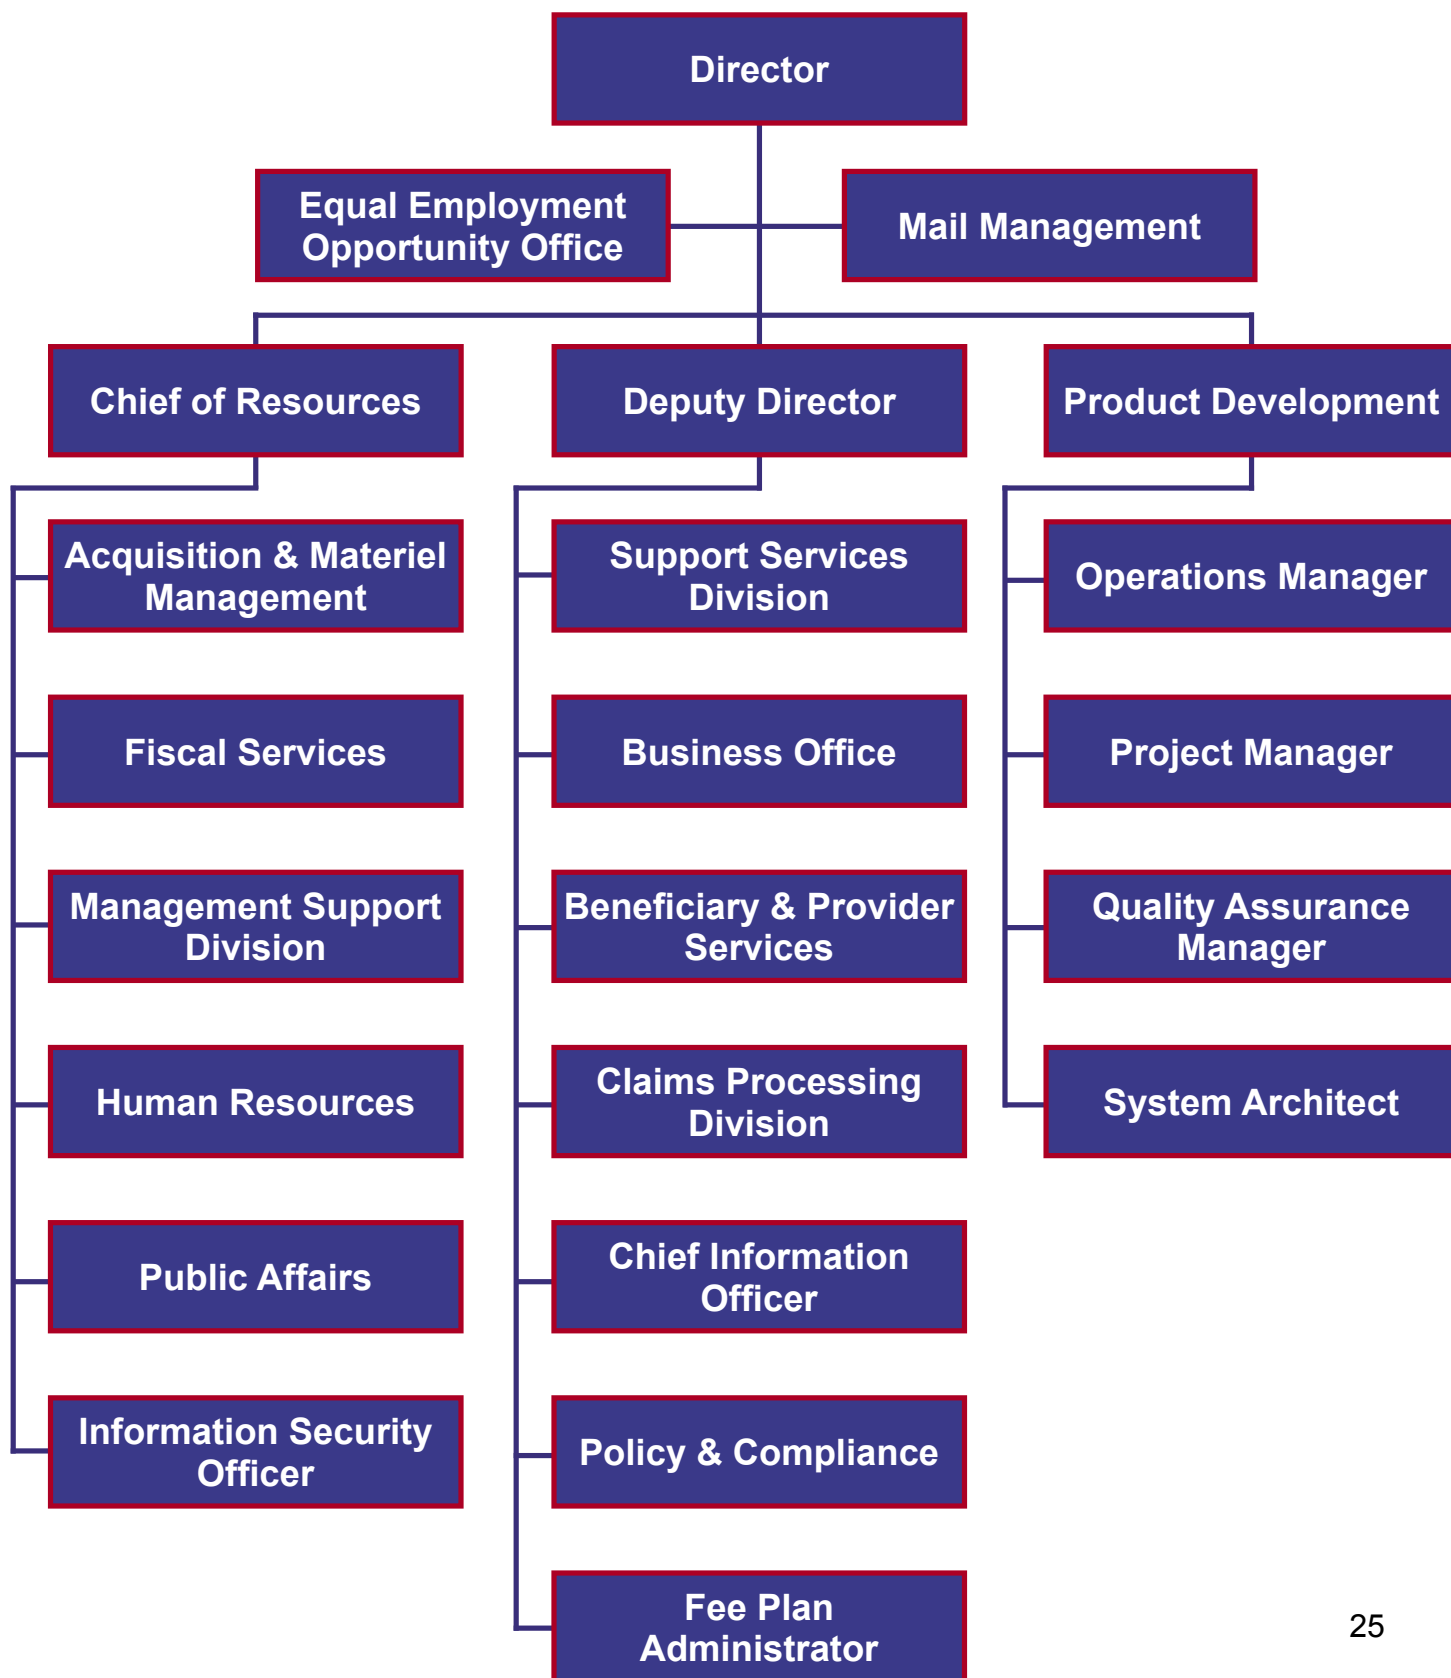 Director
Equal Employment
Opportunity Office
Mail Management
Chief of Resources
Deputy Director
Product Development
Acquisition & Materiel
Management
Fiscal Services
Management Support
Division
Human Resources
Public Affairs
Information Security
Officer
Support Services
Division
Business Office
Beneficiary & Provider
Services
Claims Processing
Division
Chief Information
Officer
Policy & Compliance
Fee Plan
Administrator
Operations Manager
Project Manager
Quality Assurance
Manager
System Architect
25